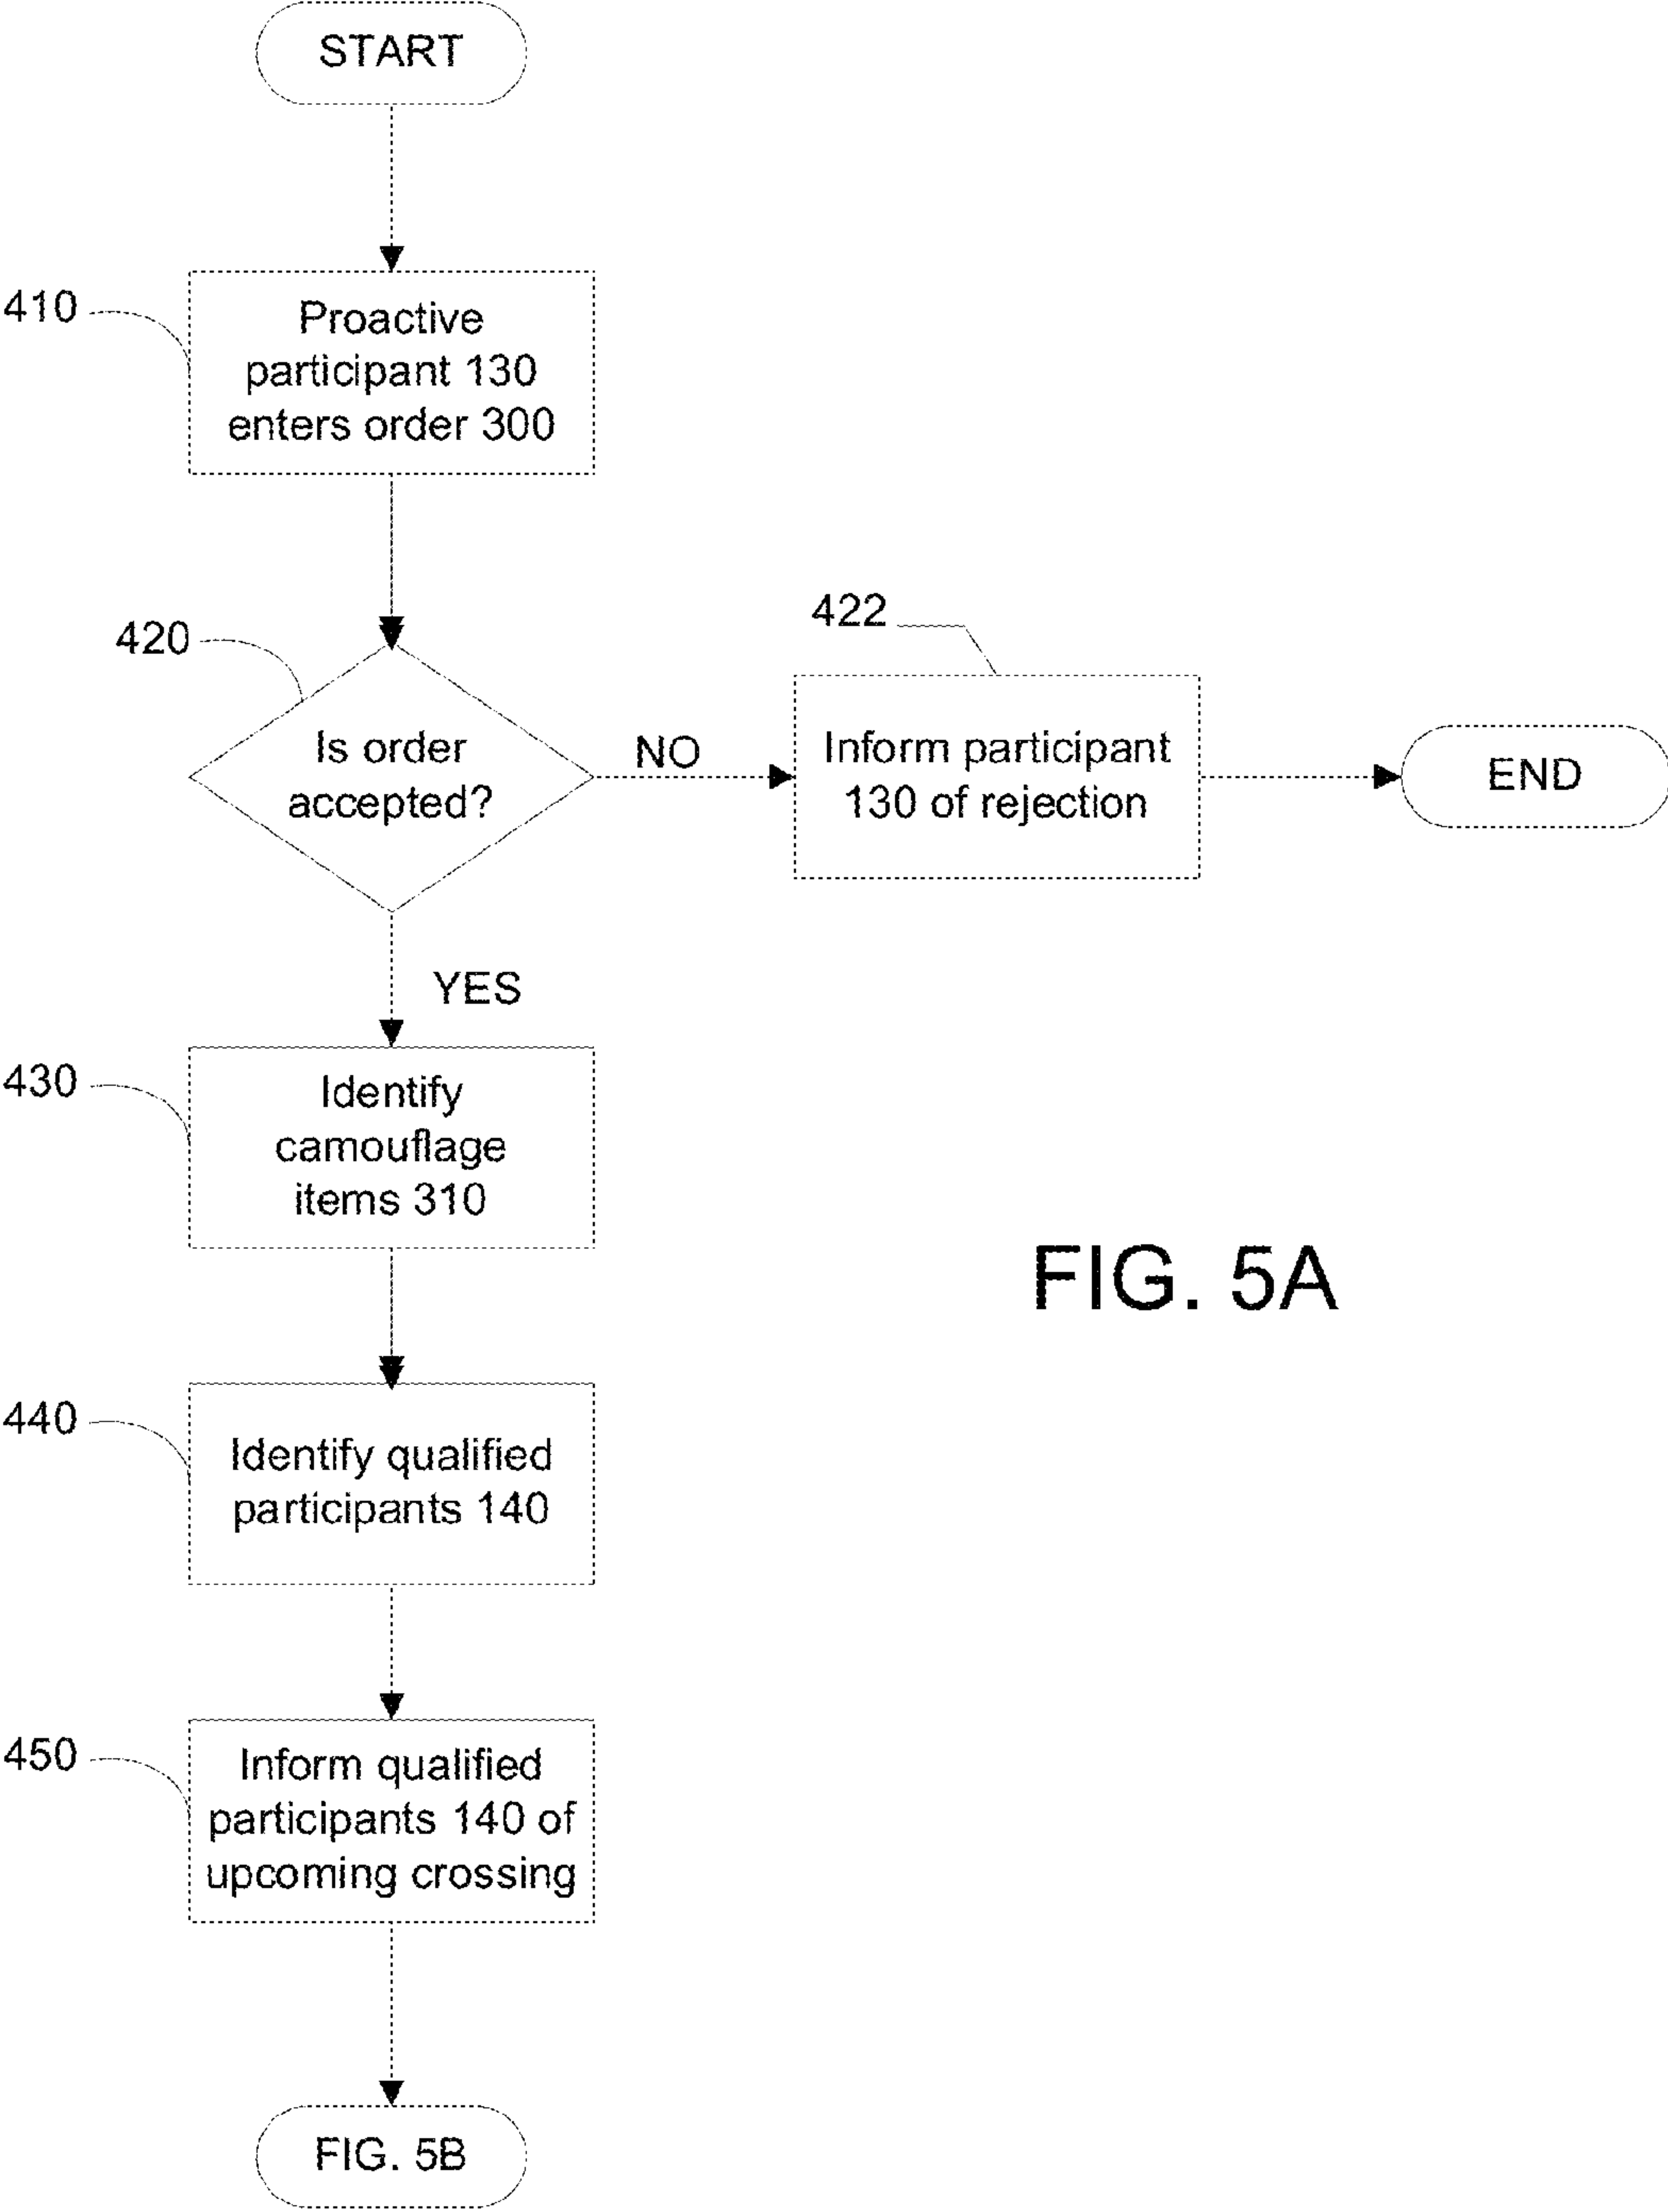 START
410
Proactive
participant 130
enters order 300
420
Is order
accepted?
NO
422
Inform participant
130 of rejection
END
YES
430
Identify
camouflage
items 310
FIG. 5A
440
Identify qualified
participants 140
450
Inform qualified
participants 140 of
upcoming crossing
FIG. 5B